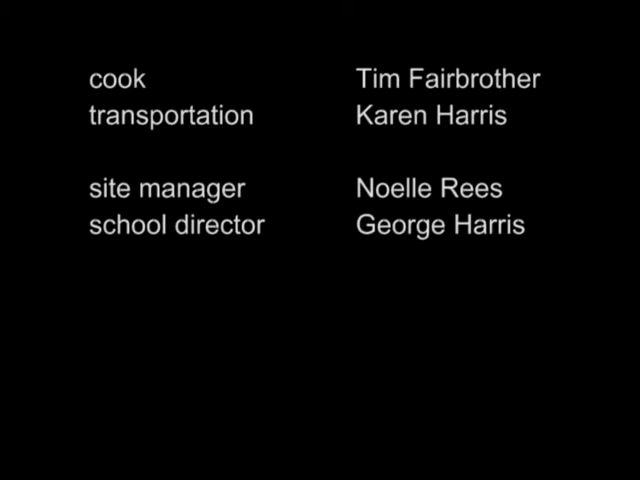 cook Tim Fairbrother
transportation Karen Harris
site manager Noelle Rees
school director George Harris